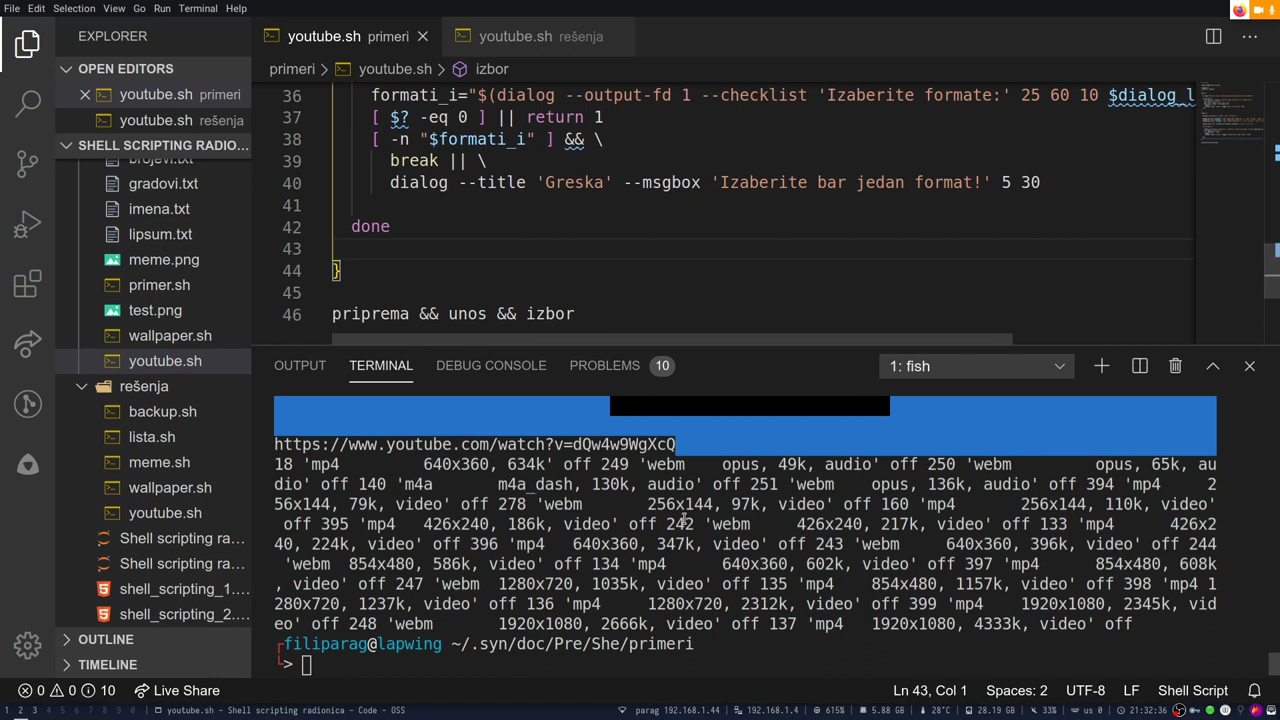 File Edit Selection View Go Run Terminal Help
EXPLORER
OPEN EDITORS
youtube.sh primeri
youtube.sh rešenja
SHELL SCRIPTING RADIO...
brojevi.txt
gradovi.txt
imena.txt
lipsum.txt
meme.png
primer.sh
test.png
wallpaper.sh
youtube.sh
rešenja
backup.sh
lista.sh
meme.sh
wallpaper.sh
youtube.sh
Shell scripting ra...
Shell scripting ra...
shell_scripting_1...
shell_scripting_2...
OUTLINE
TIMELINE
youtube.sh primeri
youtube.sh rešenja
primeri > youtube.sh > izbor
36 formati_i="$(dialog --output-fd 1 --checklist 'Izaberite formate:' 25 60 10 $dialog_l
37 [ $? -eq 0 ] || return 1
38 [ -n "$formati_i" ] && \
39 break || \
40 dialog --title 'Greska' --msgbox 'Izaberite bar jedan format!' 5 30
41
42 done
43
44 }
45
46 priprema && unos && izbor
OUTPUT TERMINAL DEBUG CONSOLE PROBLEMS 10
1: fish
https://www.youtube.com/watch?v=dQw4w9WgXcQ
18 'mp4 640x360, 634k' off 249 'webm opus, 49k, audio' off 250 'webm opus, 65k, au
dio' off 140 'm4a m4a_dash, 130k, audio' off 251 'webm opus, 136k, audio' off 394 'mp4 2
56x144, 79k, video' off 278 'webm 256x144, 97k, video' off 160 'mp4 256x144, 110k, video'
off 395 'mp4 426x240, 186k, video' off 242 'webm 426x240, 217k, video' off 133 'mp4 426x2
40, 224k, video' off 396 'mp4 640x360, 347k, video' off 243 'webm 640x360, 396k, video' off 244
'webm 854x480, 586k, video' off 134 'mp4 640x360, 602k, video' off 397 'mp4 854x480, 608k
, video' off 247 'webm 1280x720, 1035k, video' off 135 'mp4 854x480, 1157k, video' off 398 'mp4 1
280x720, 1237k, video' off 136 'mp4 1280x720, 2312k, video' off 399 'mp4 1920x1080, 2345k, vid
eo' off 248 'webm 1920x1080, 2666k, video' off 137 'mp4 1920x1080, 4333k, video' off
filiparag@lapwing ~/.syn/doc/Pre/She/primeri
>
0 0 10 Live Share
Ln 43, Col 1 Spaces: 2 UTF-8 LF Shell Script
1 2 3 4 5 6 7 8 9 0 youtube.sh - Shell scripting radionica - Code - OSS
parag 192.168.1.44 192.168.1.4 615% 5.88 GB 28°C 28.19 GB 33% us 0 21:32:36